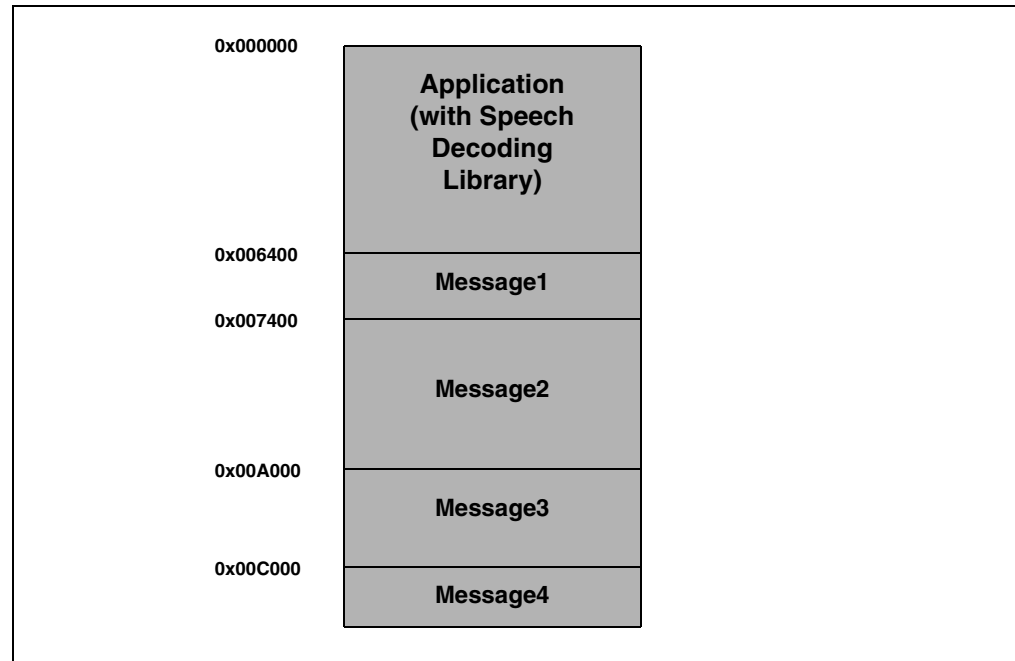 0x000000
Application
(with Speech
Decoding
Library)
0x006400
Message1
0x007400
Message2
0x00A000
Message3
0x00C000
Message4